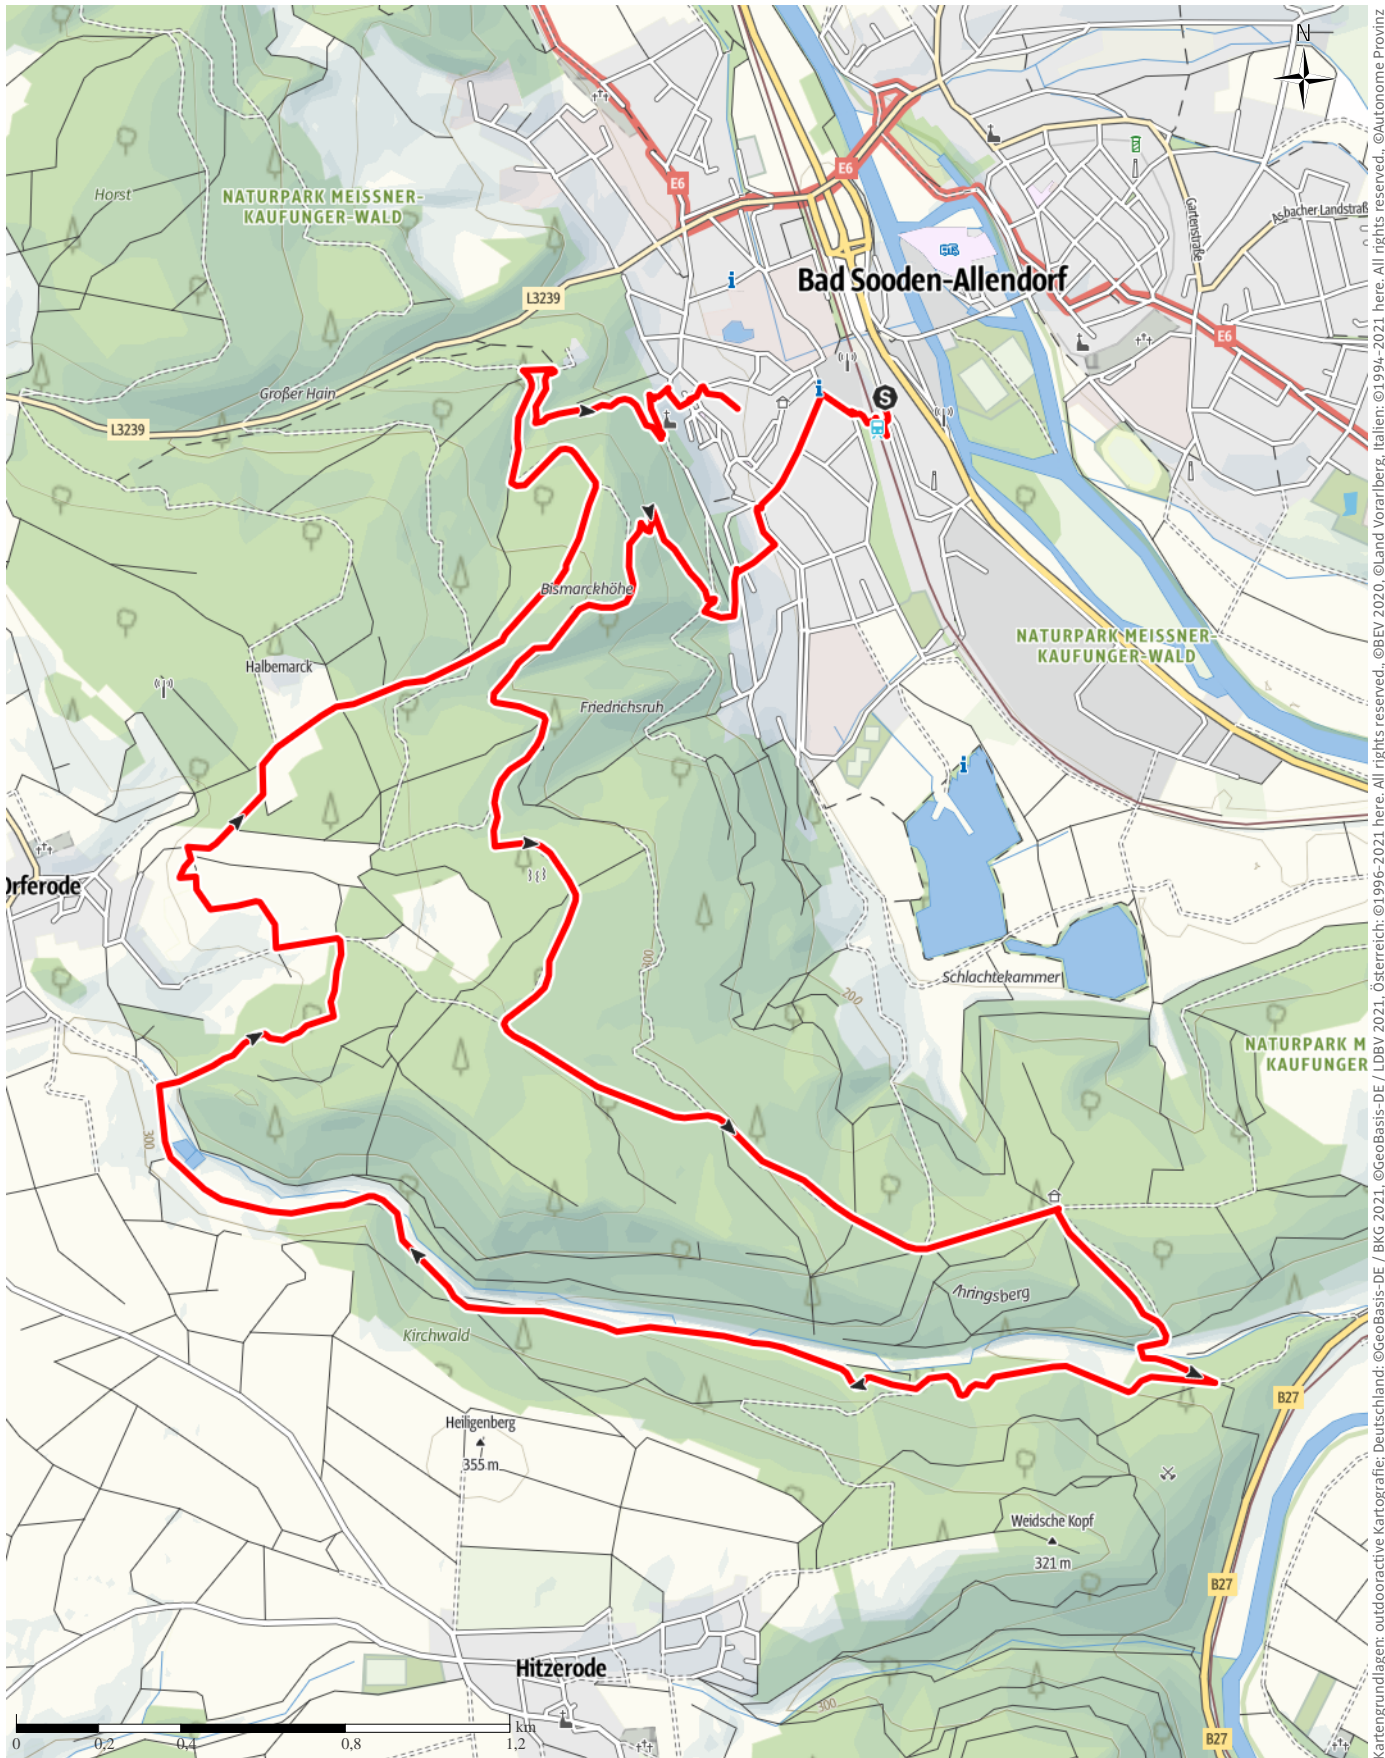 N
Horst
NATURPARK MEISSNER-
KAUFUNGER-WALD
E6
E6
Gartenstraße
Asbacher Landstraß
i
Bad Sooden-Allendorf
L3239
E6
Großer Hain
L3239
i
S
Bismarckhöhe
NATURPARK MEISSNER-
KAUFUNGER-WALD
Halbemarck
Friedrichsruh
i
Orferode
300
Schlachtekammer
200
NATURPARK M
KAUFUNGER
300
Ahringsberg
Kirchwald
B27
Heiligenberg
355 m
Weidsche Kopf
321 m
B27
Hitzerode
300
B27
km
0
0,2
0,4
0,8
1,2
artengrundlagen: outdooractive Kartografie; Deutschland: ©GeoBasis-DE / BKG 2021, ©GeoBasis-DE / LDBV 2021, Österreich: ©1996-2021 here. All rights reserved., ©BEV 2020, ©Land Vorarlberg, Italien: ©1994-2021 here. All rights reserved., ©Autonome Provinz